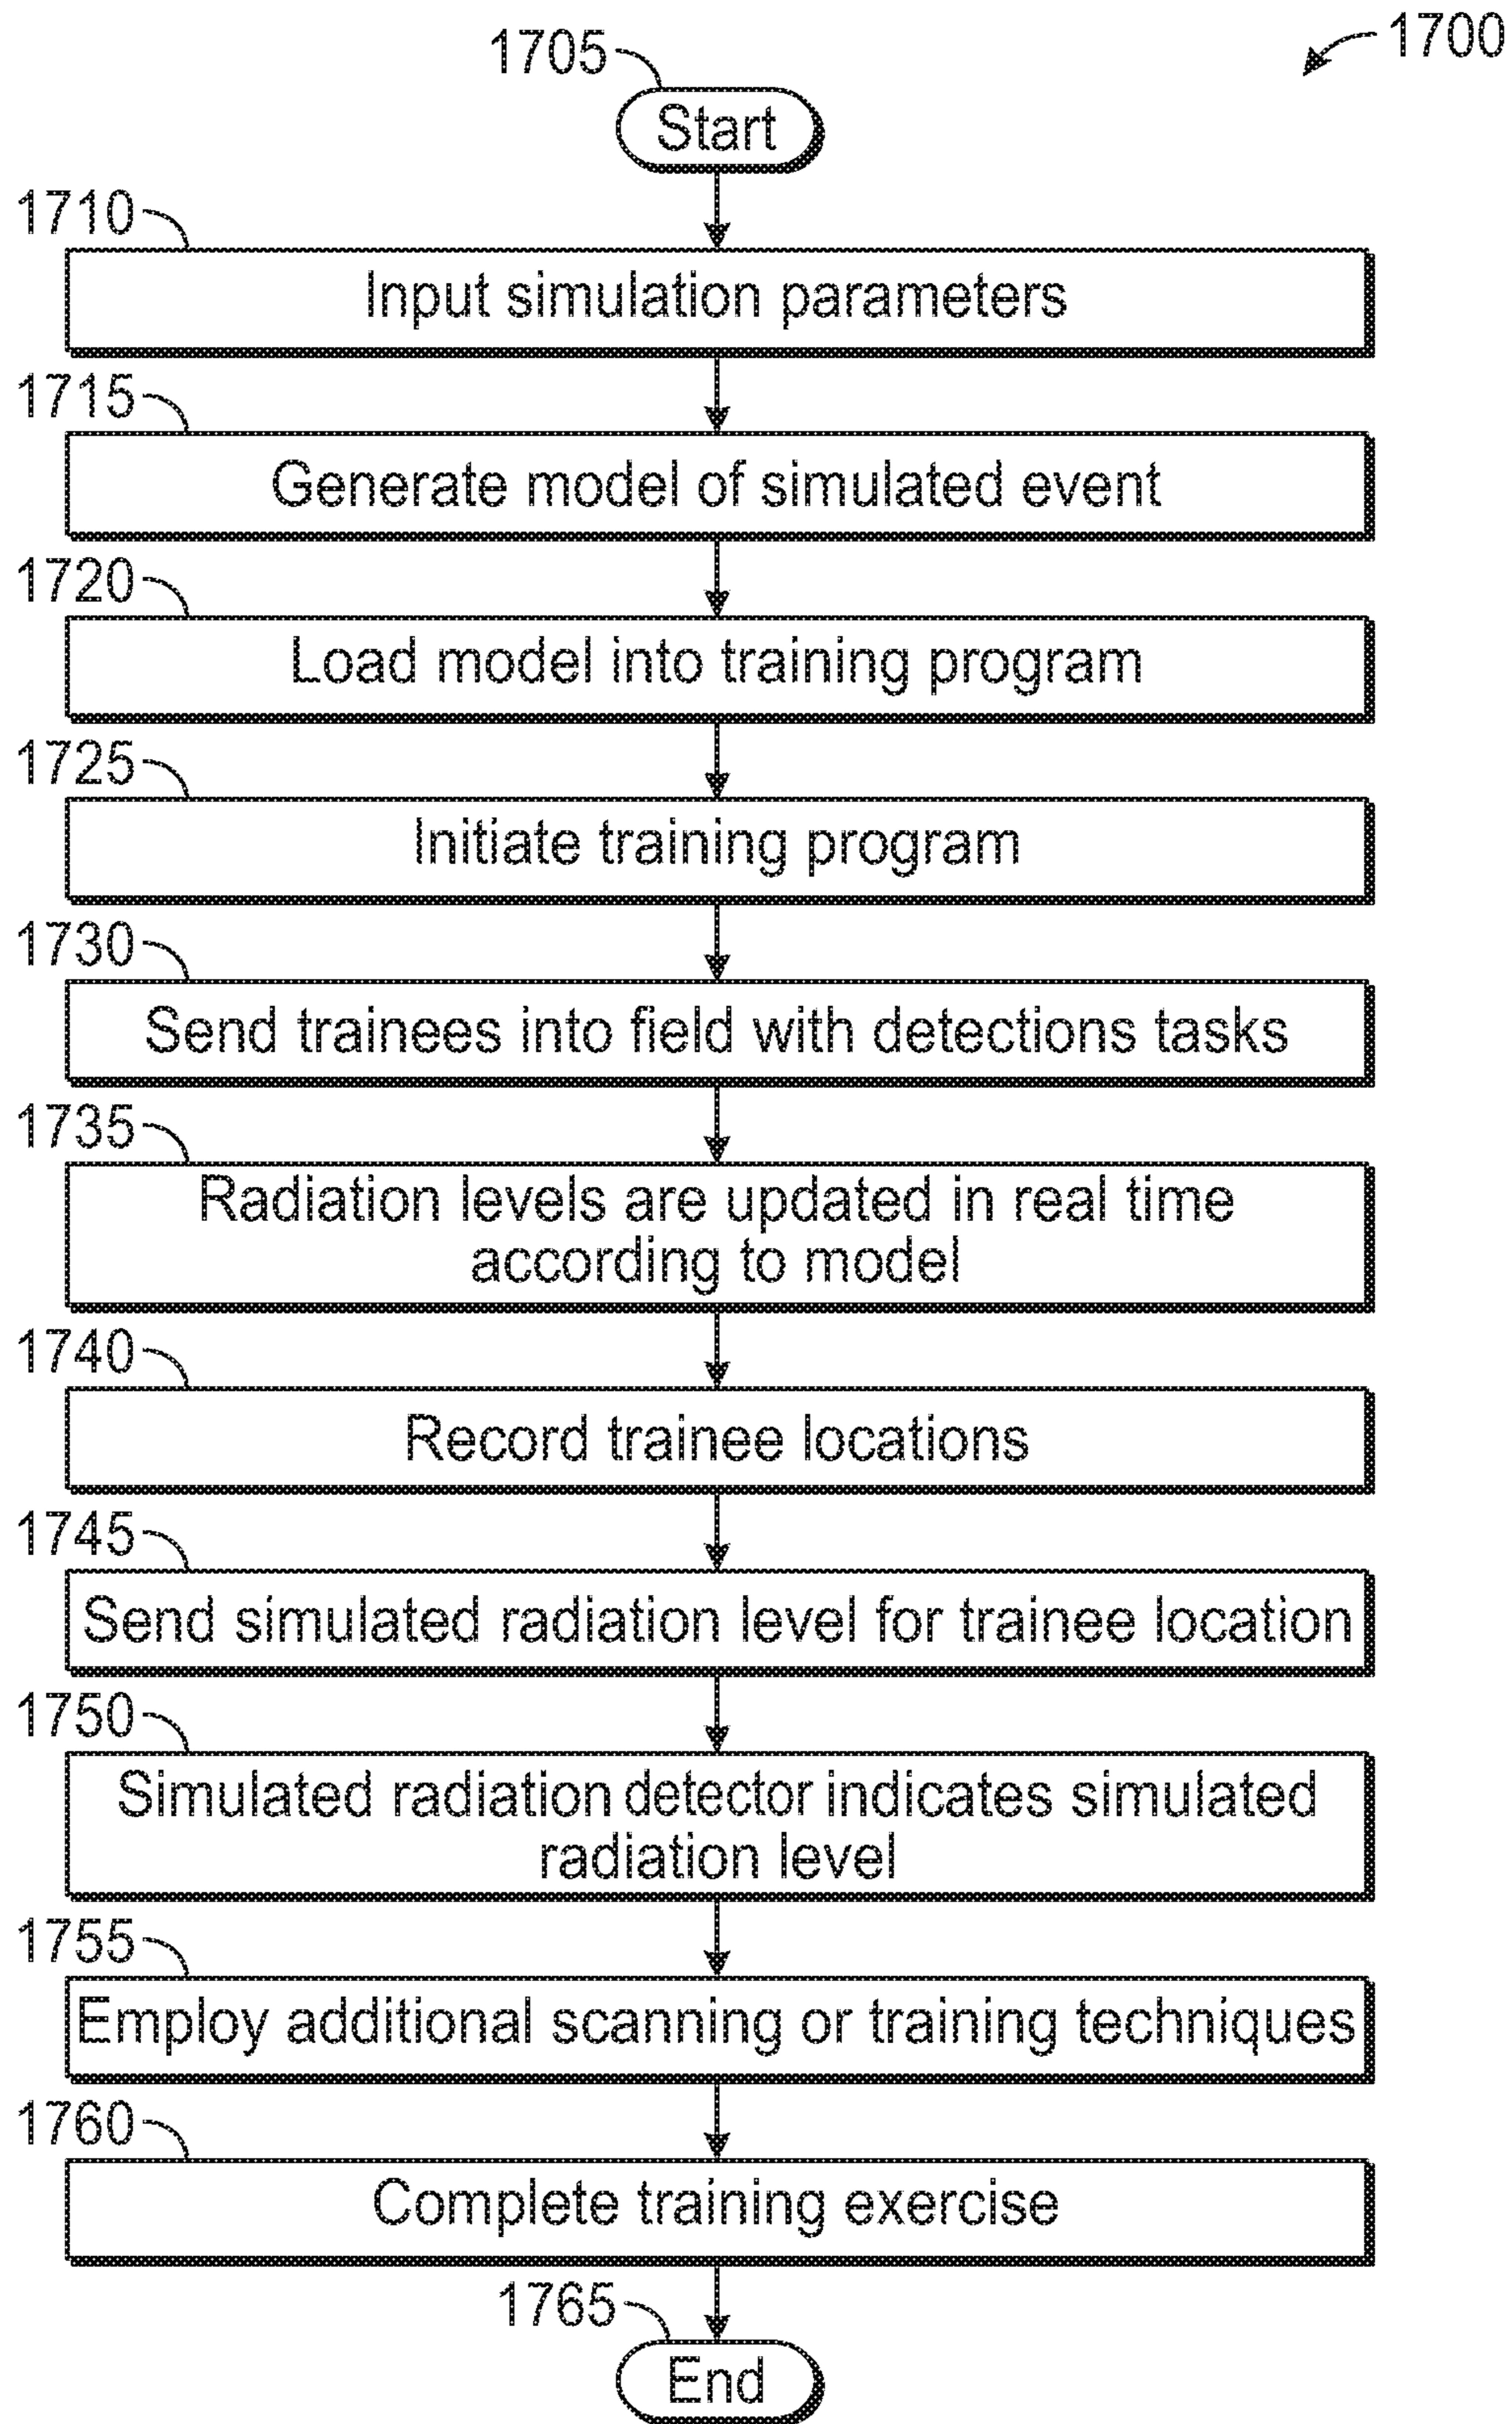 1700
1705
Start
1710
Input simulation parameters
1715
Generate model of simulated event
1720
Load model into training program
1725
Initiate training program
1730
Send trainees into field with detections tasks
1735
Radiation levels are updated in real time
according to model
1740
Record trainee locations
1745
Send simulated radiation level for trainee location
1750
Simulated radiation detector indicates simulated
radiation level
1755
Employ additional scanning or training techniques
1760
Complete training exercise
1765
End